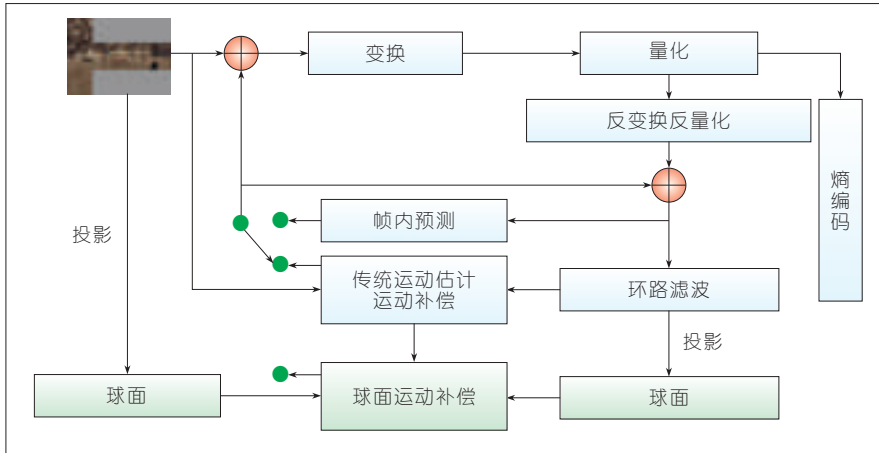 变换
量化
反变换反量化
熵编码
投影
帧内预测
传统运动估计
运动补偿
环路滤波
投影
球面
球面运动补偿
球面